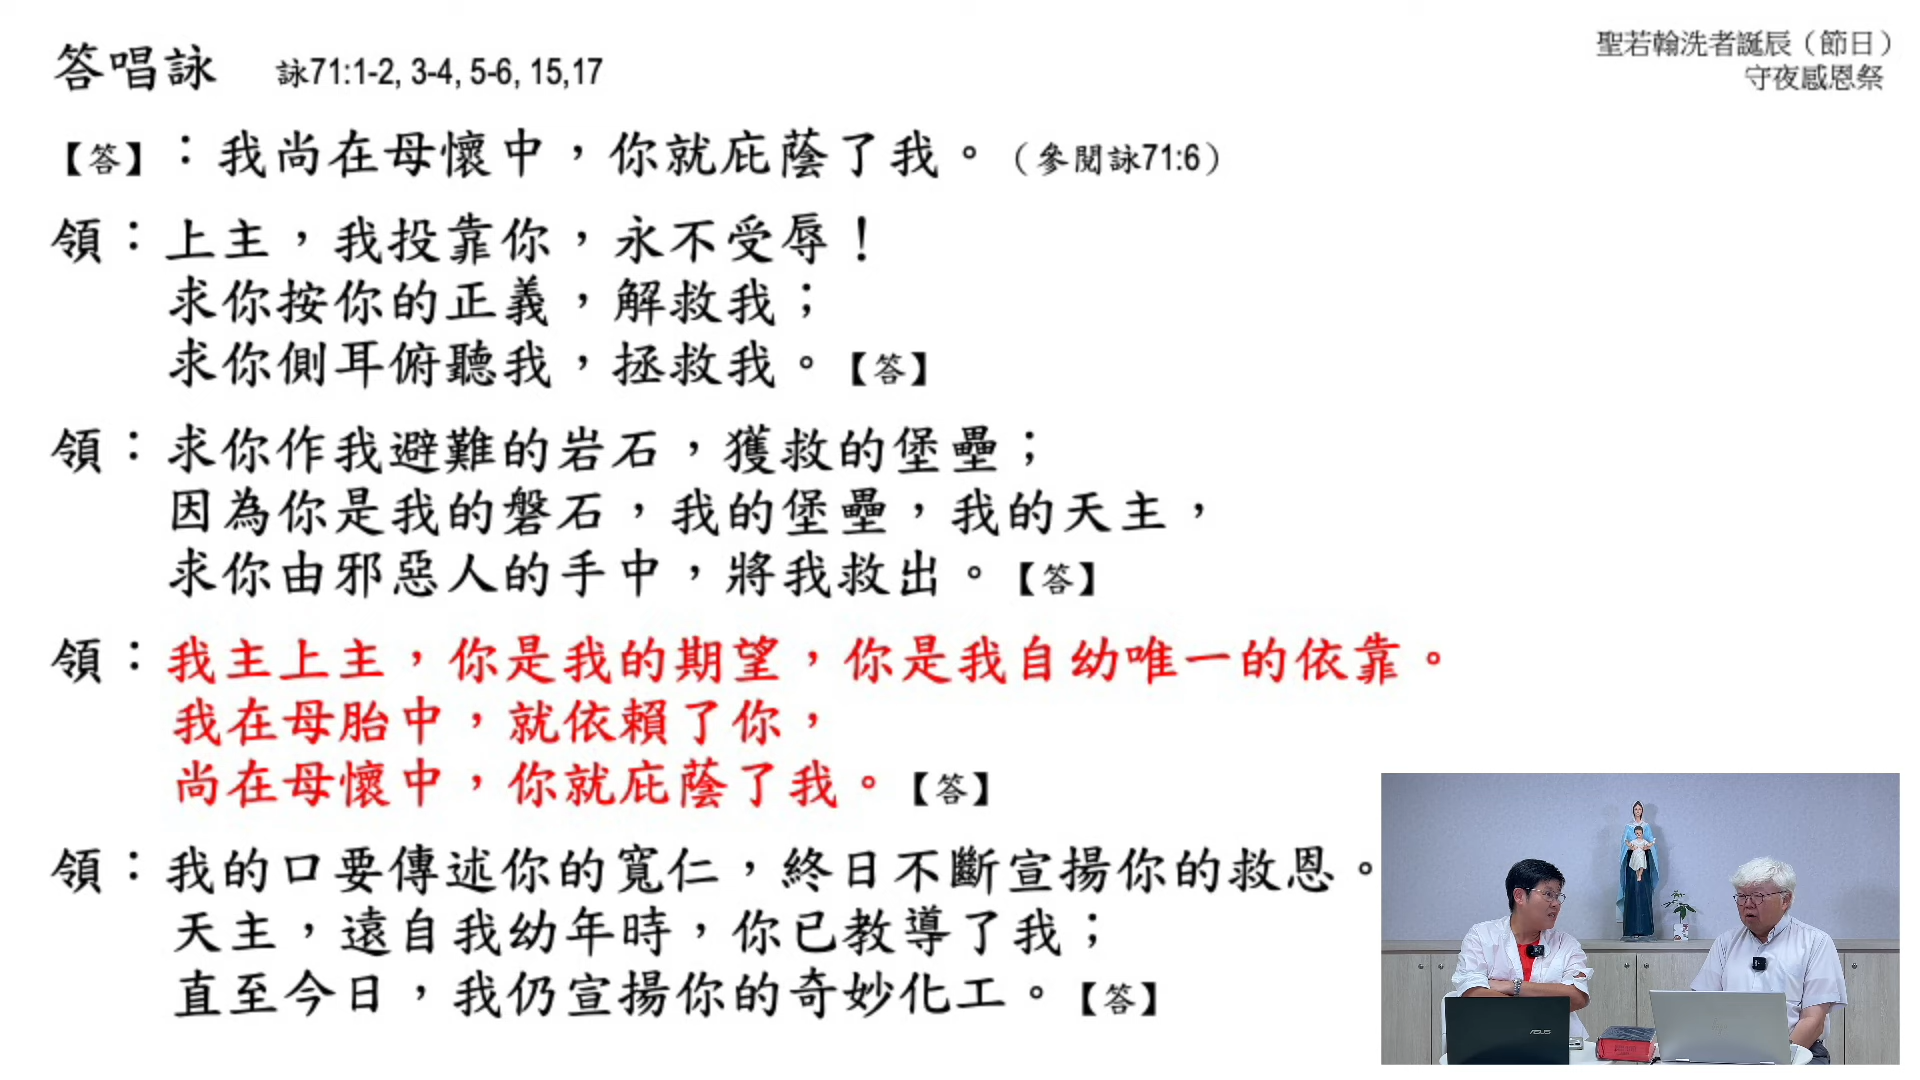 答唱詠 詠71:1-2, 3-4, 5-6, 15,17
聖若翰洗者誕辰（節日）
守夜感恩祭
【答】：我尚在母懷中，你就庇蔭了我。（參閱詠71:6）
領：上主，我投靠你，永不受辱！
求你按你的正義，解救我；
求你側耳俯聽我，拯救我。【答】
領：求你作我避難的岩石，獲救的堡壘；
因為你是我的磐石，我的堡壘，我的天主，
求你由邪惡人的手中，將我救出。【答】
領：我主上主，你是我的期望，你是我自幼唯一的依靠。
我在母胎中，就依賴了你，
尚在母懷中，你就庇蔭了我。【答】
領：我的口要傳述你的寬仁，終日不斷宣揚你的救恩。
天主，遠自我幼年時，你已教導了我；
直至今日，我仍宣揚你的奇妙化工。【答】
ASUS